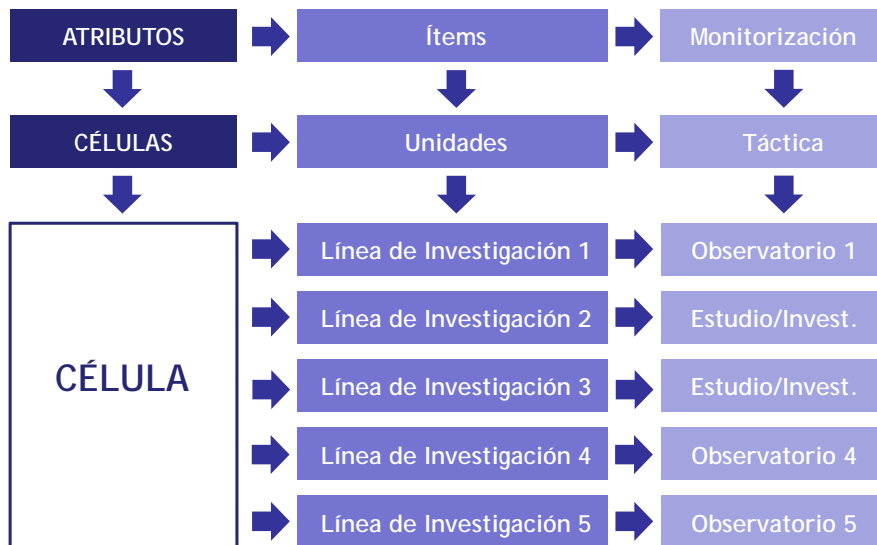 ATRIBUTOS
Ítems
Monitorización
CÉLULAS
Unidades
Táctica
CÉLULA
Línea de Investigación 1
Observatorio 1
Línea de Investigación 2
Estudio/Invest.
Línea de Investigación 3
Estudio/Invest.
Línea de Investigación 4
Observatorio 4
Línea de Investigación 5
Observatorio 5